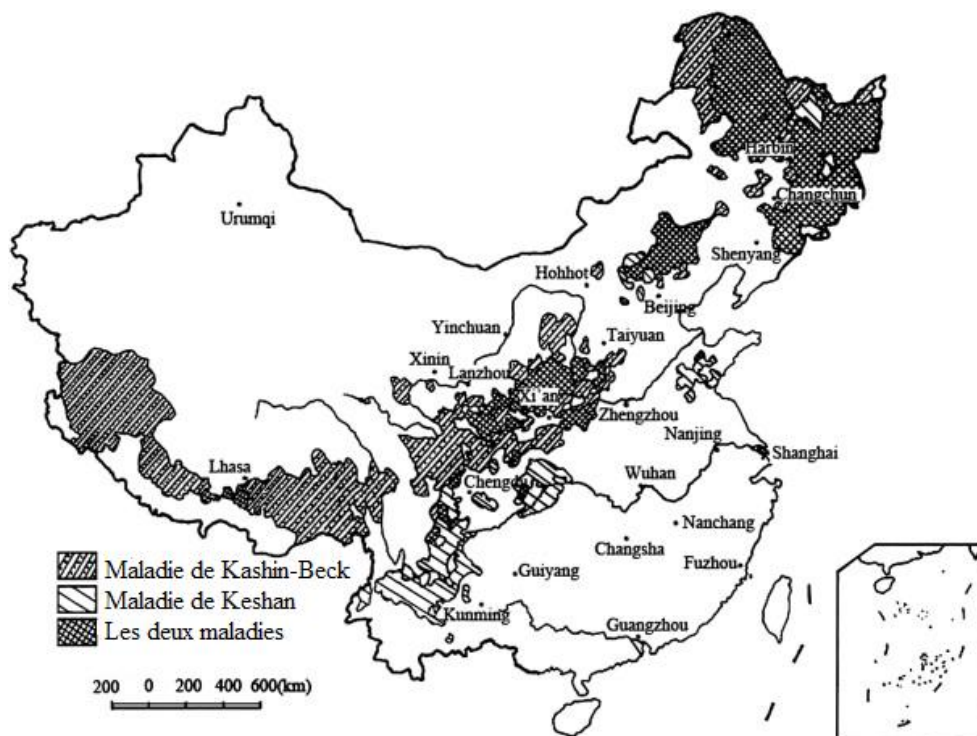 Harbin
Changchun
Urumqi
Shenyang
Hohhot
Beijing
Yinchuan
Taiyuan
Xinin
Lanzhou
Xi'an
Zhengzhou
Nanjing
Shanghai
Lhasa
Chengdu
Wuhan
Nanchang
Changsha
Fuzhou
Guiyang
Kunming
Guangzhou
Maladie de Kashin-Beck
Maladie de Keshan
Les deux maladies
200 0 200 400 600(km)